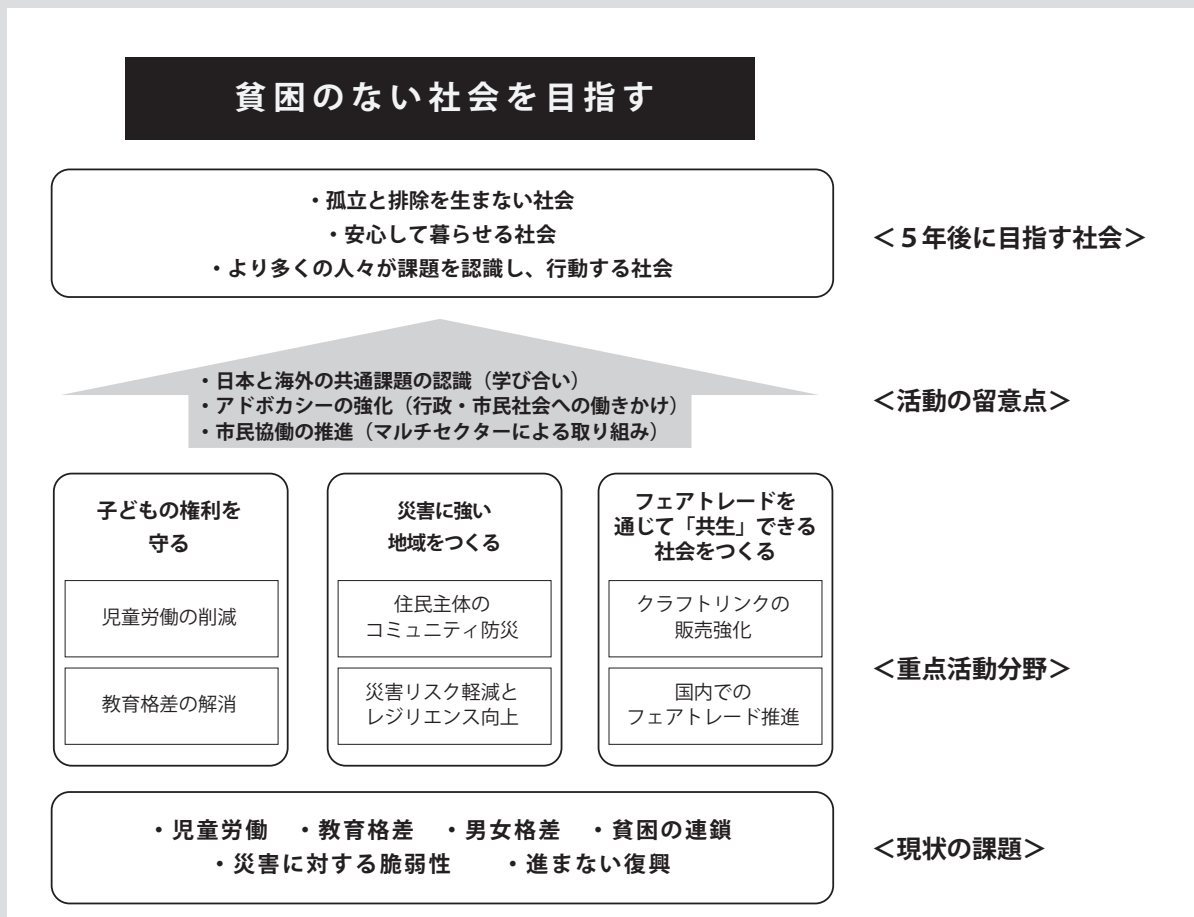 貧困のない社会を目指す
・孤立と排除を生まない社会
・安心して暮らせる社会
・より多くの人々が課題を認識し、行動する社会
＜５年後に目指す社会＞
・日本と海外の共通課題の認識（学び合い）
・アドボカシーの強化（行政・市民社会への働きかけ）
・市民協働の推進（マルチセクターによる取り組み）
＜活動の留意点＞
子どもの権利を
守る
児童労働の削減
教育格差の解消
災害に強い
地域をつくる
住民主体の
コミュニティ防災
災害リスク軽減と
レジリエンス向上
フェアトレードを
通じて「共生」できる
社会をつくる
クラフトリンクの
販売強化
国内での
フェアトレード推進
＜重点活動分野＞
・児童労働　・教育格差　・男女格差　・貧困の連鎖
・災害に対する脆弱性　・進まない復興
＜現状の課題＞